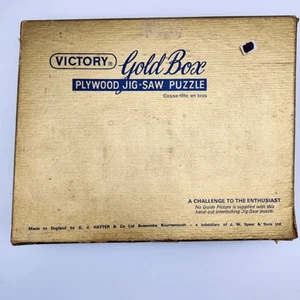 VICTORY® Gold Box
PLYWOOD JIG-SAW PUZZLE
Casse-tête en bois
A CHALLENGE TO THE ENTHUSIAST
No Guide Picture is supplied with this
hand-cut interlocking Jig-Saw puzzle.
Made in England by G. J. HAYTER & Co Ltd Boscombe Bournemouth - a subsidiary of J. W. Spear & Sons Ltd.